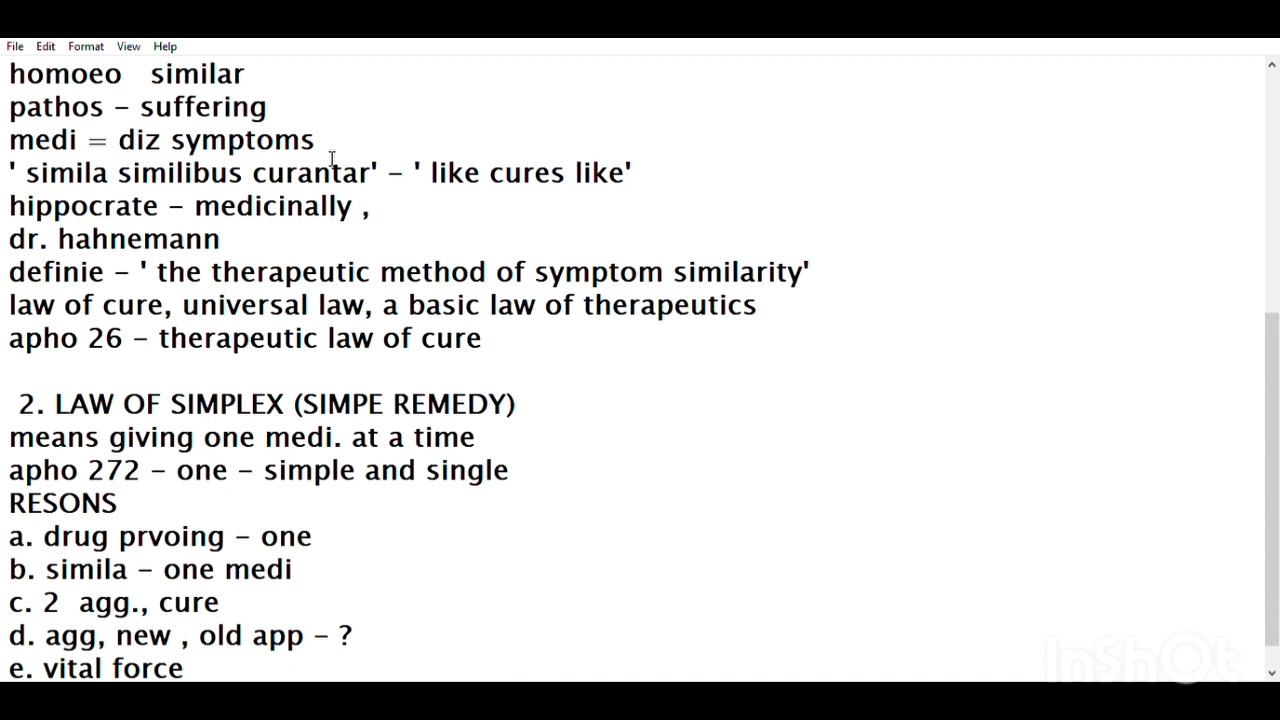 File Edit Format View Help
homoeo similar
pathos - suffering
medi = diz symptoms
' simila similibus curantar' - ' like cures like'
hippocrate - medicinally ,
dr. hahnemann
definie - ' the therapeutic method of symptom similarity'
law of cure, universal law, a basic law of therapeutics
apho 26 - therapeutic law of cure
2. LAW OF SIMPLEX (SIMPE REMEDY)
means giving one medi. at a time
apho 272 - one - simple and single
RESONS
a. drug prvoing - one
b. simila - one medi
c. 2 agg., cure
d. agg, new , old app - ?
e. vital force
InShOt